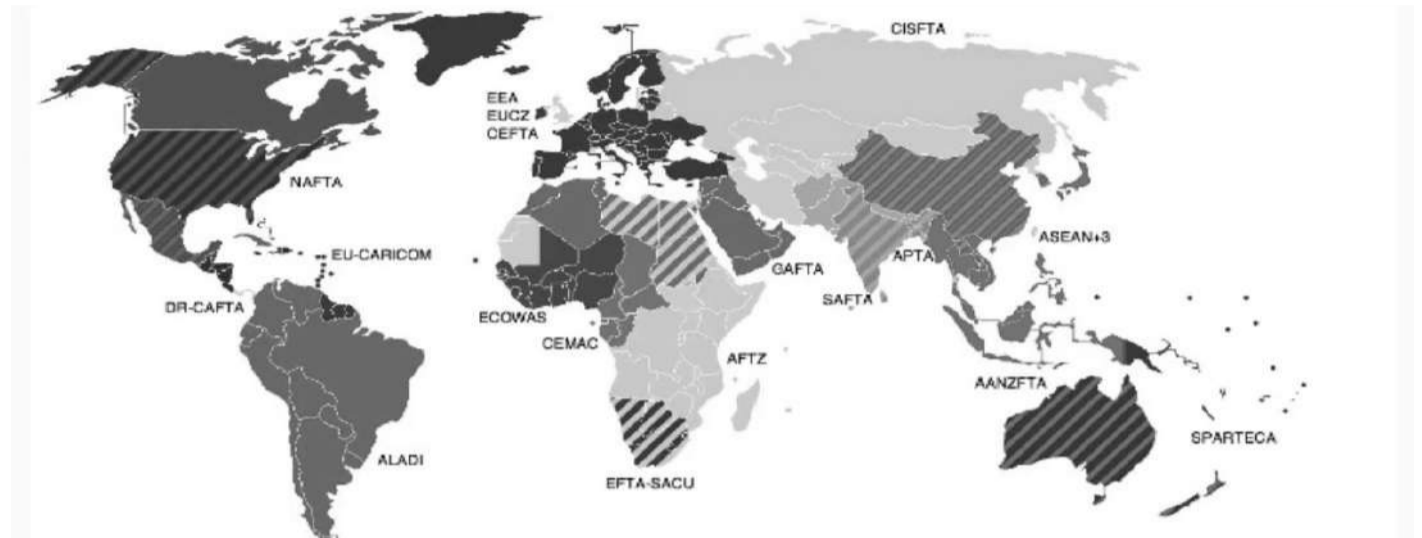 CISFTA
EEA
EUCZ
CEFTA
NAFTA
EU-CARICOM
DR-CAFTA
ECOWAS
CEMAC
GAFTA
SAFTA
APTA
ASEAN+3
AFTZ
AANZFTA
SPARTECA
ALADI
EFTA-SACU